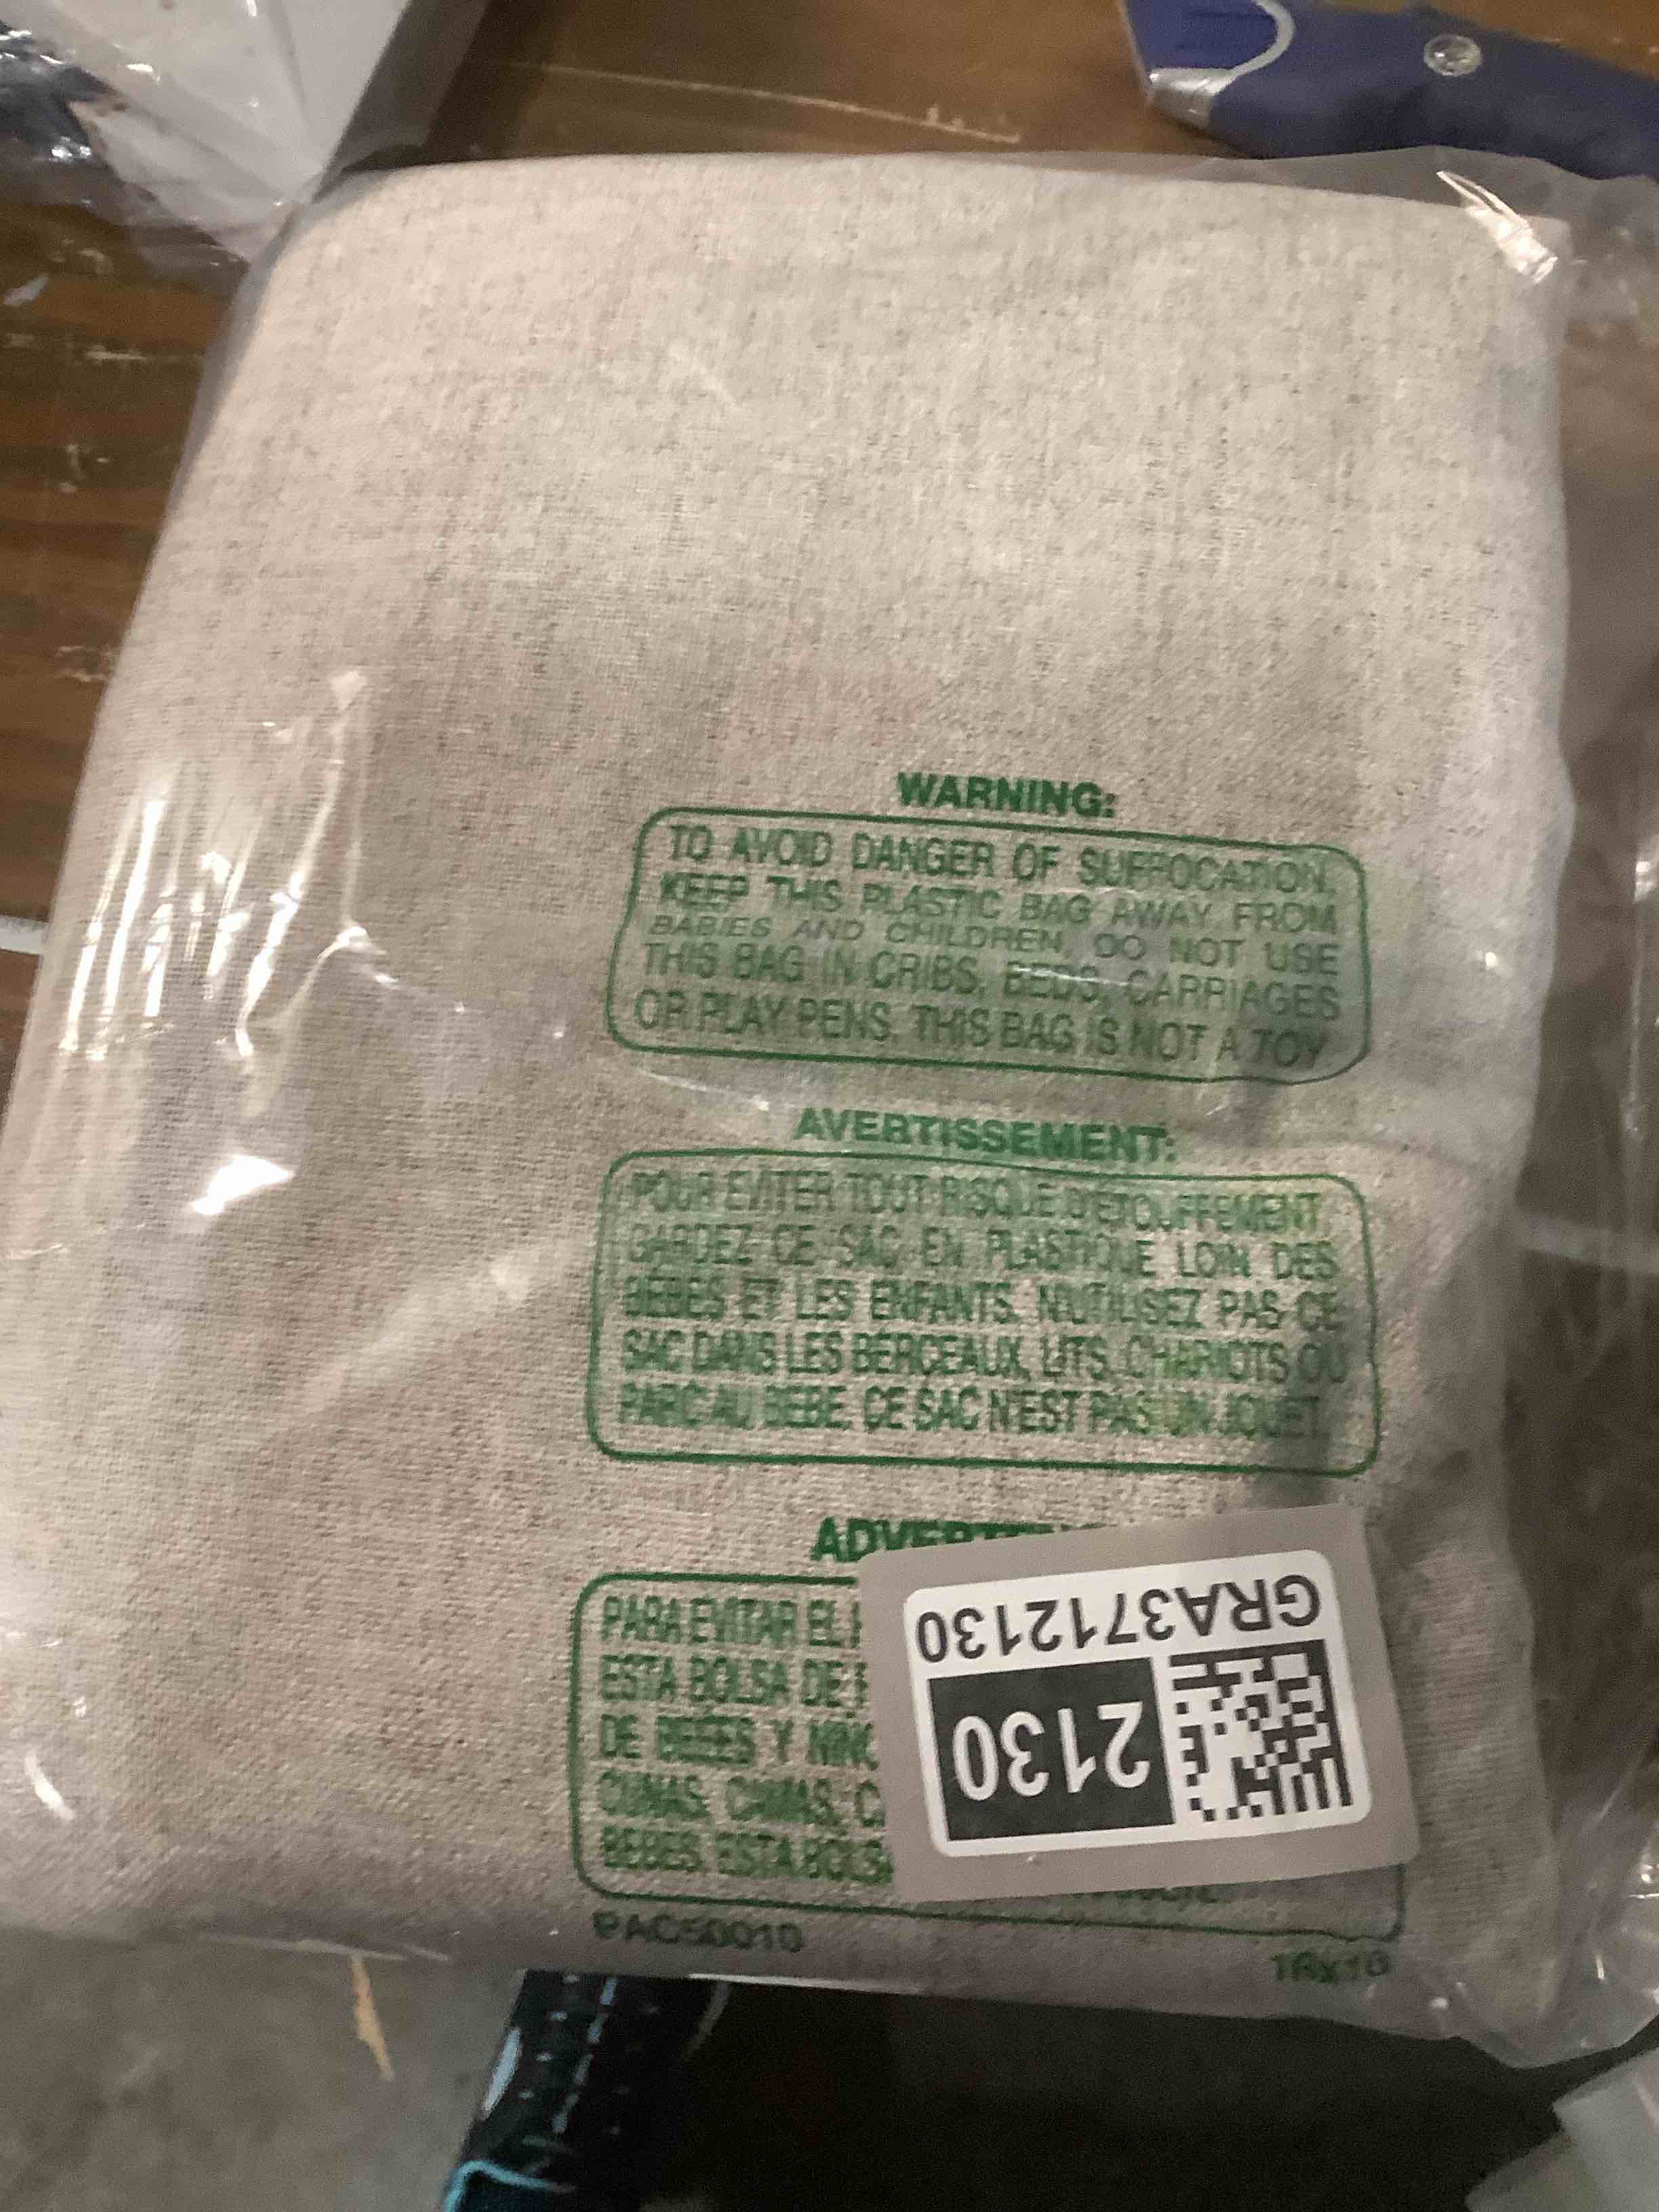 WARNING:
TO AVOID DANGER OF SUFFOCATION,
KEEP THIS PLASTIC BAG AWAY FROM
BABIES AND CHILDREN, DO NOT USE
THIS BAG IN CRIBS, BEDS, CARRIAGES
OR PLAY PENS. THIS BAG IS NOT A TOY
AVERTISSEMENT:
POUR EVITER TOUT RISQUE D'ETOUFFEMENT,
GARDEZ CE SAC EN PLASTIQUE LOIN DES
BEBES ET LES ENFANTS. N'UTILISEZ PAS CE
SAC DANS LES BERCEAUX, LITS, CHARIOTS OU
PARC AU BEBE. CE SAC N'EST PAS UN JOUET
PARA EVITAR EL
ESTA BOLSA DE
DE BEBES Y
CUNAS, CAMAS,
BEBES. ESTA
PAC50010
GRA3712130
2130